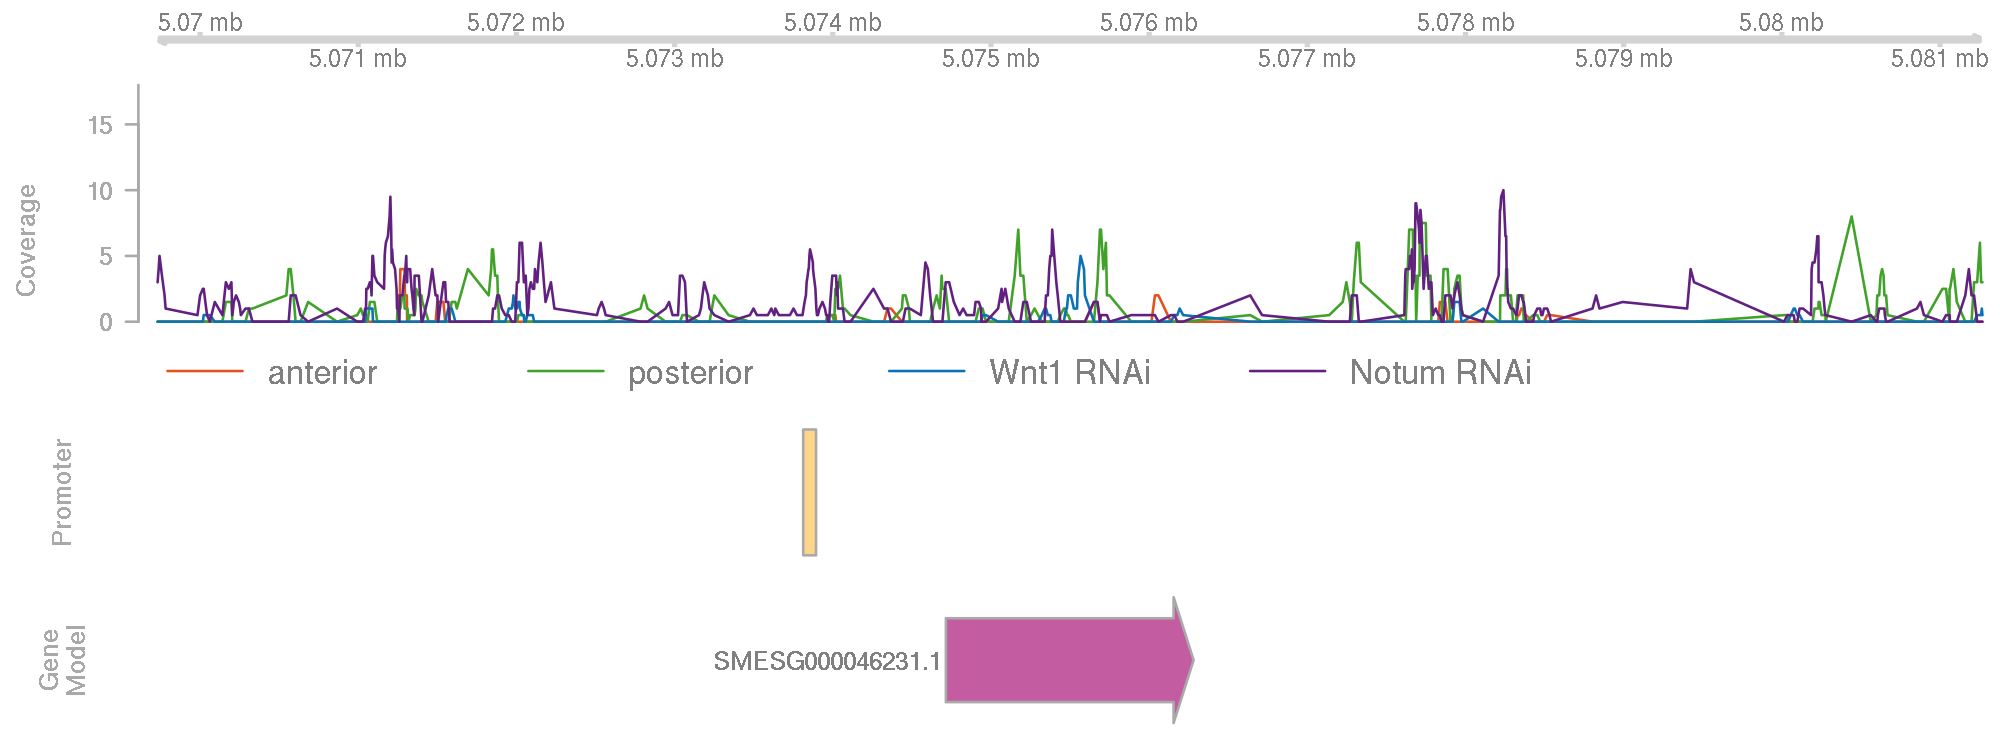 5.07 mb 5.072 mb 5.074 mb 5.076 mb 5.078 mb 5.08 mb
5.071 mb 5.073 mb 5.075 mb 5.077 mb 5.079 mb 5.081 mb
Coverage
15
10
5
0
anterior posterior Wnt1 RNAi Notum RNAi
Promoter
Gene
Model
SMESG000046231.1